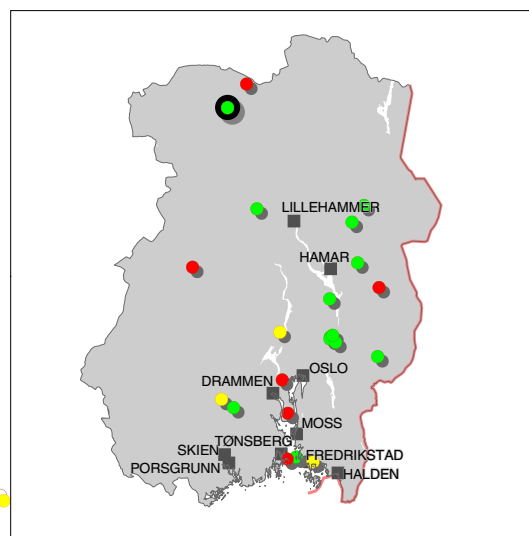 LILLEHAMMER
HAMAR
OSLO
DRAMMEN
MOSS
TØNSBERG
SKIEN
FREDRIKSTAD
PORSGRUNN
HALDEN